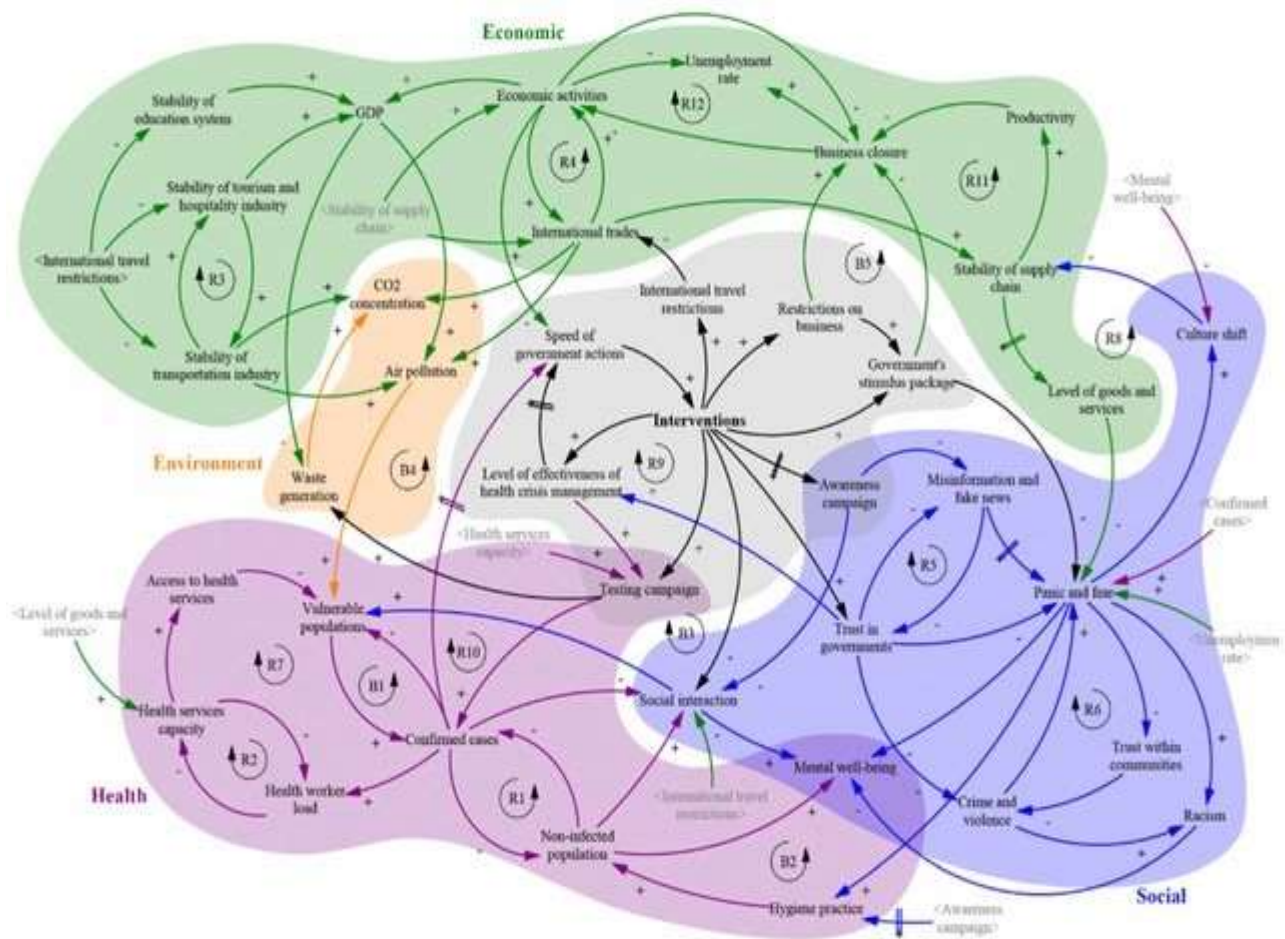 Economic
Unemployment
rate
Stability of
education system
GDP
Economic activities
R12
Productivity
Business closure
R4
R11
<Mental
well-being>
Stability of tourism and
hospitality industry
<Stability of supply
chain>
International trades
<International travel
restrictions>
R3
B5
Stability of supply
chain
CO2
concentration
International travel
restrictions
Restrictions on
business
R8
Culture shift
Speed of
government actions
Stability of
transportation industry
Air pollution
Government's
stimulus package
Level of goods and
services
Interventions
Environment
B4
R9
Waste
generation
Level of effectiveness of
health crisis management
Awareness
campaign
Misinformation and
fake news
<Confirmed
cases>
<Health services
capacity>
R5
Access to health
services
Testing campaign
Panic and fear
<Level of goods and
services>
Vulnerable
populations
R10
B3
Trust in
governments
<Unemployment
rate>
R7
B1
Social interaction
R6
Health services
capacity
Confirmed cases
Trust within
communities
R2
Mental well-being
Health
Health worker
load
R1
<International travel
restrictions>
Crime and
violence
Racism
Non-infected
population
B2
Social
Hygiene practice
<Awareness
campaign>